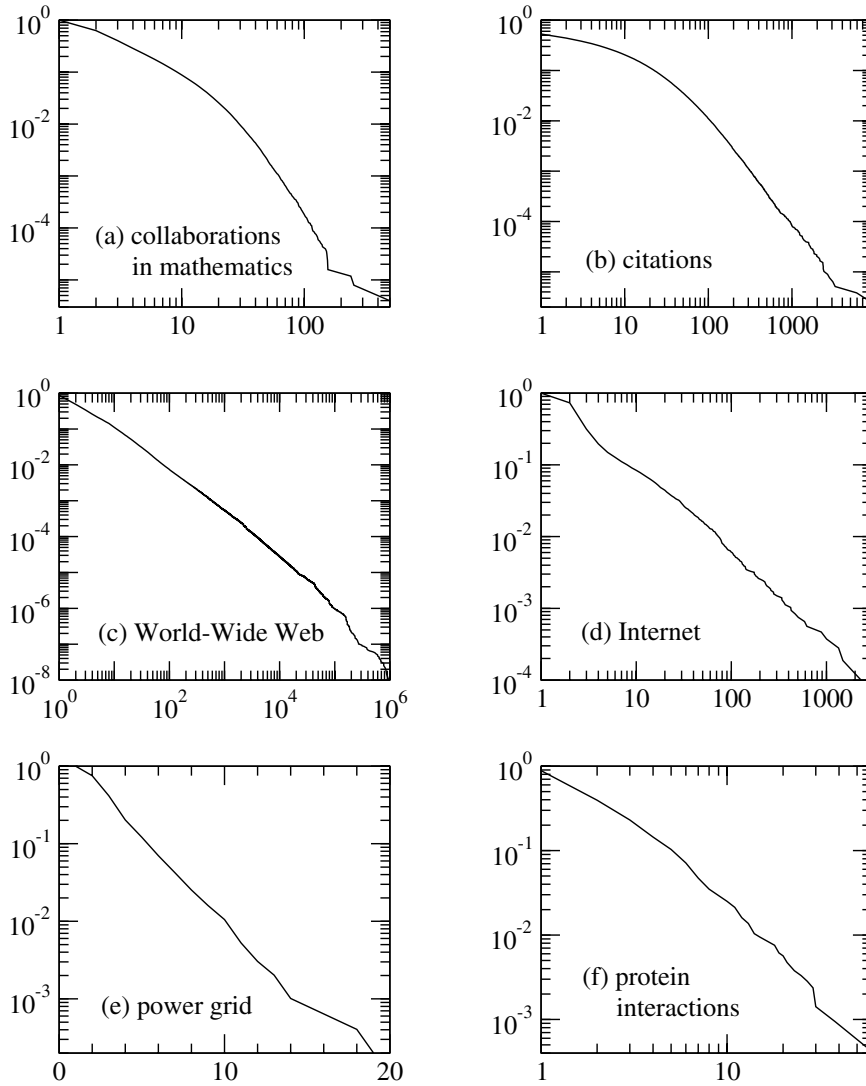 10^0
10^-2
10^-4
(a) collaborations
in mathematics
1 10 100
10^0
10^-2
10^-4
(b) citations
1 10 100 1000
10^0
10^-2
10^-4
10^-6
10^-8
(c) World-Wide Web
10^0 10^2 10^4 10^6
10^0
10^-1
10^-2
10^-3
10^-4
(d) Internet
1 10 100 1000
10^0
10^-1
10^-2
10^-3
(e) power grid
0 10 20
10^0
10^-1
10^-2
10^-3
(f) protein
interactions
1 10